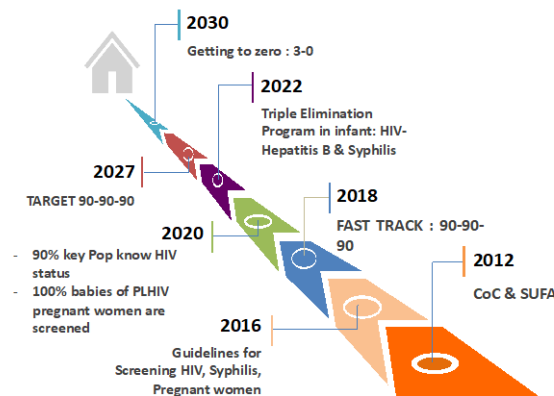 2030
Getting to zero : 3-0
2022
Triple Elimination
Program in infant: HIV-
Hepatitis B & Syphilis
2027
TARGET 90-90-90
2018
FAST TRACK : 90-90-
90
2020
- 90% key Pop know HIV
status
- 100% babies of PLHIV
pregnant women are
screened
2012
CoC & SUFA
2016
Guidelines for
Screening HIV, Syphilis,
Pregnant women